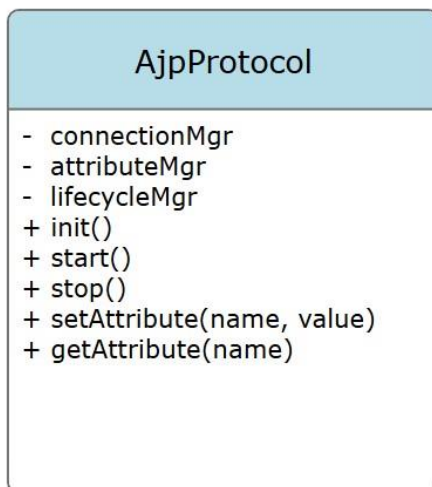 AjpProtocol
- connectionMgr
- attributeMgr
- lifecycleMgr
+ init()
+ start()
+ stop()
+ setAttribute(name, value)
+ getAttribute(name)